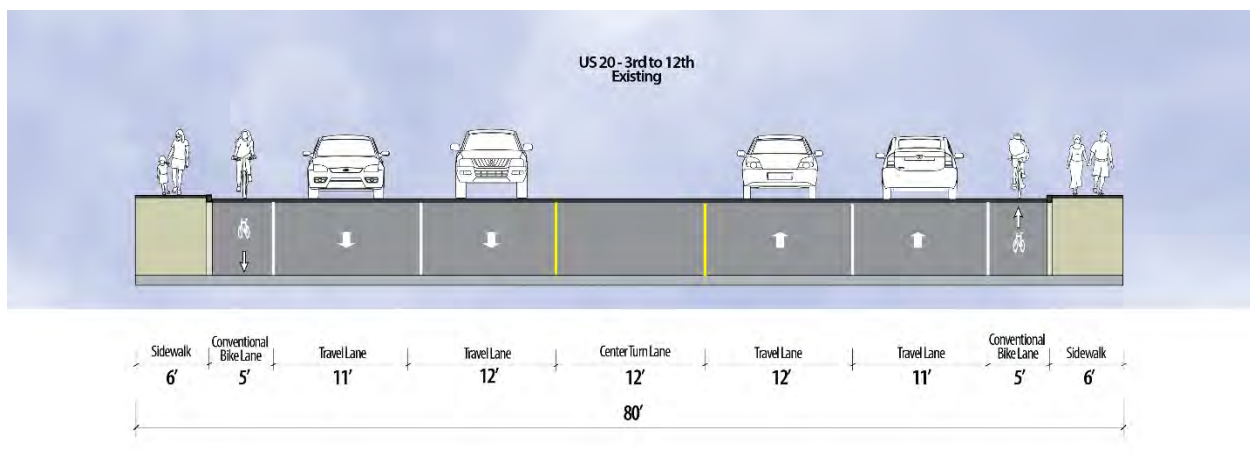 US 20 - 3rd to 12th
Existing
Sidewalk
Conventional
Bike Lane
Travel Lane
Travel Lane
Center Turn Lane
Travel Lane
Travel Lane
Conventional
Bike Lane
Sidewalk
6' 5' 11' 12' 12' 12' 11' 5' 6'
80'